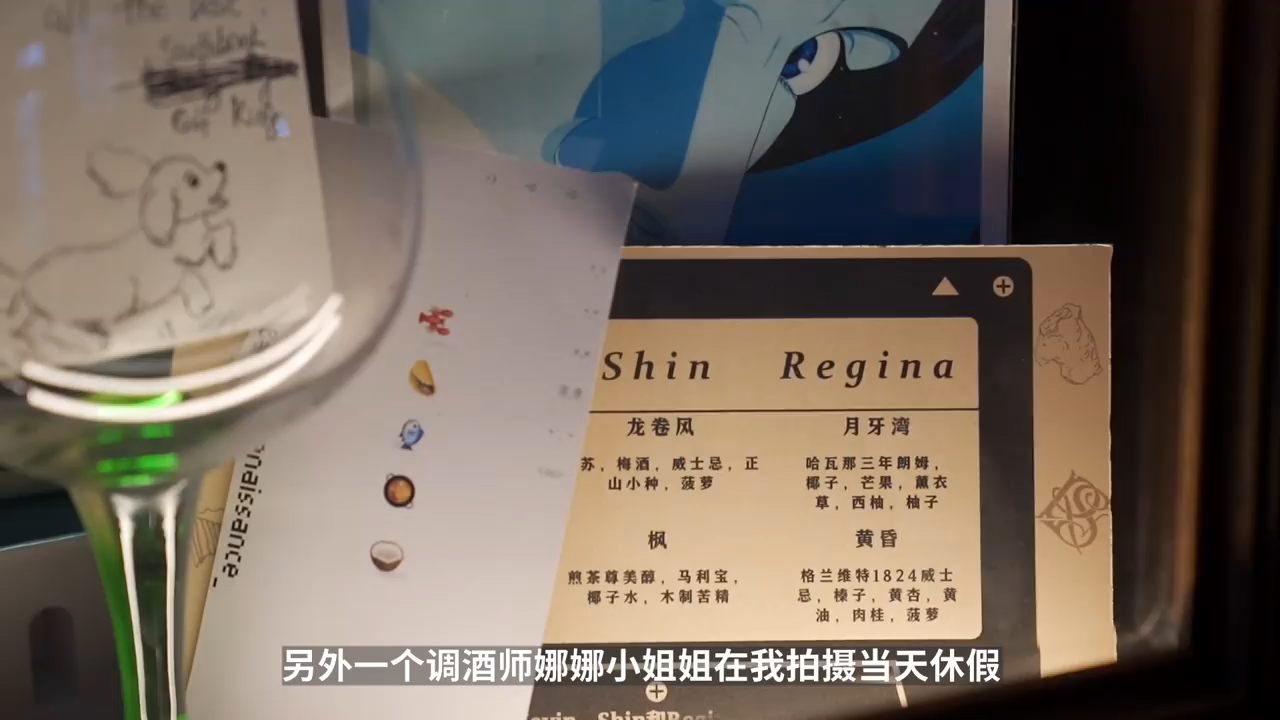 all the best!
Southbank
Shin Regina
龙卷风
月牙湾
苏，梅酒，威士忌，正
山小种，菠萝
哈瓦那三年朗姆，
椰子，芒果，薰衣
草，西柚，柚子
枫
黄昏
煎茶尊美醇，马利宝，
椰子水，木制苦精
格兰维特1824威士
忌，榛子，黄杏，黄
油，肉桂，菠萝
naissance-
另外一个调酒师娜娜小姐姐在我拍摄当天休假